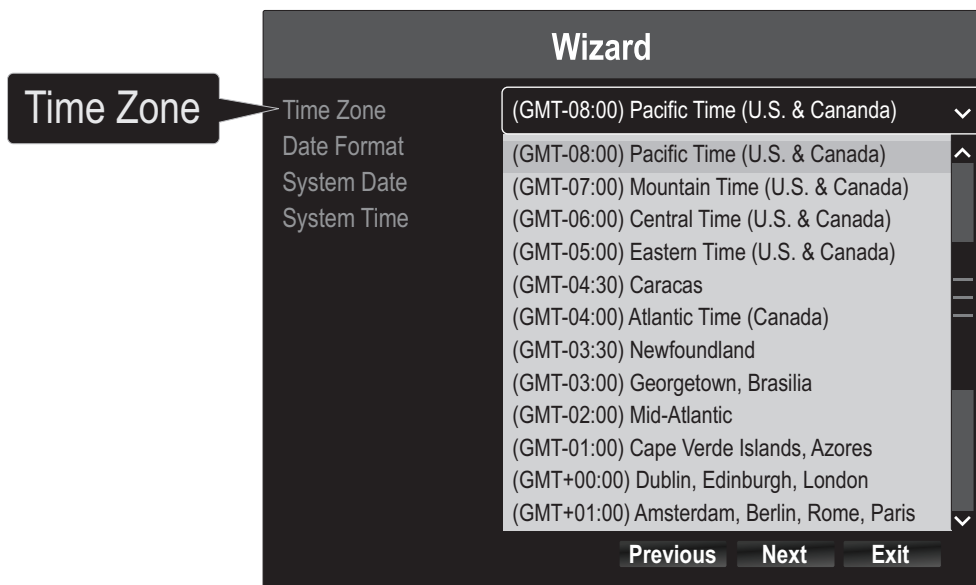 Wizard
Time Zone
Time Zone (GMT-08:00) Pacific Time (U.S. & Cananda)
Date Format
System Date
System Time
(GMT-08:00) Pacific Time (U.S. & Canada)
(GMT-07:00) Mountain Time (U.S. & Canada)
(GMT-06:00) Central Time (U.S. & Canada)
(GMT-05:00) Eastern Time (U.S. & Canada)
(GMT-04:30) Caracas
(GMT-04:00) Atlantic Time (Canada)
(GMT-03:30) Newfoundland
(GMT-03:00) Georgetown, Brasilia
(GMT-02:00) Mid-Atlantic
(GMT-01:00) Cape Verde Islands, Azores
(GMT+00:00) Dublin, Edinburgh, London
(GMT+01:00) Amsterdam, Berlin, Rome, Paris
Previous Next Exit